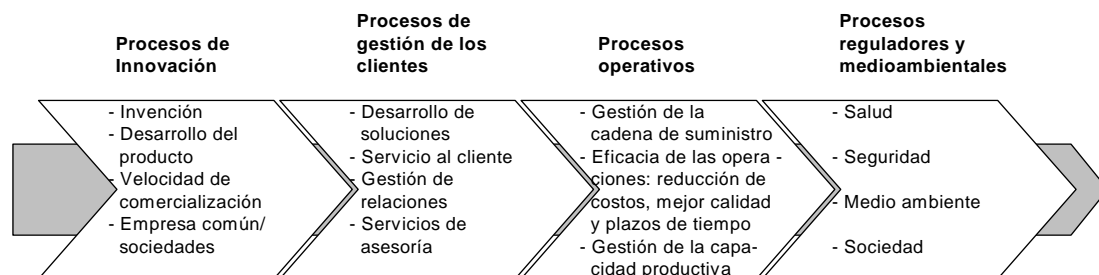 Procesos de
Innovación
Procesos de
gestión de los
clientes
Procesos
operativos
Procesos
reguladores y
medioambientales
- Invención
- Desarrollo del
producto
- Velocidad de
comercialización
- Empresa común/
sociedades
- Desarrollo de
soluciones
- Servicio al cliente
- Gestión de
relaciones
- Servicios de
asesoría
- Gestión de la
cadena de suministro
- Eficacia de las opera -
ciones: reducción de
costos, mejor calidad
y plazos de tiempo
- Gestión de la capa-
cidad productiva
- Salud
- Seguridad
- Medio ambiente
- Sociedad